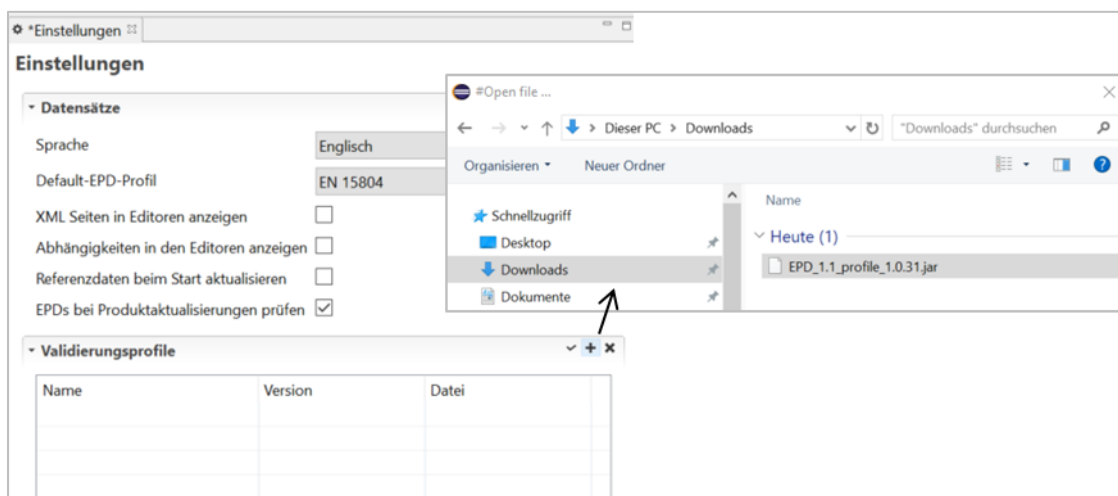 *Einstellungen
Einstellungen
Datensätze
Sprache
Englisch
Default-EPD-Profil
EN 15804
XML Seiten in Editoren anzeigen
Abhängigkeiten in den Editoren anzeigen
Referenzdaten beim Start aktualisieren
EPDs bei Produktaktualisierungen prüfen
Validierungsprofile
Name Version Datei
#Open file ...
Dieser PC > Downloads
"Downloads" durchsuchen
Organisieren Neuer Ordner
Schnellzugriff
Desktop
Downloads
Dokumente
Name
Heute (1)
EPD_1.1_profile_1.0.31.jar